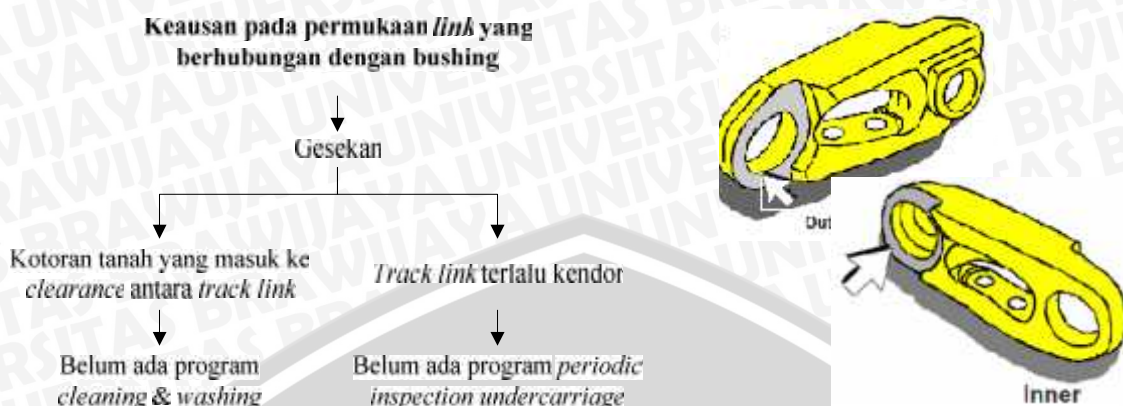 Keausan pada permukaan link yang
berhubungan dengan bushing
Gesekan
Kotoran tanah yang masuk ke
clearance antara track link
Track link terlalu kendor
Belum ada program
cleaning & washing
Belum ada program periodic
inspection undercarriage
Inner